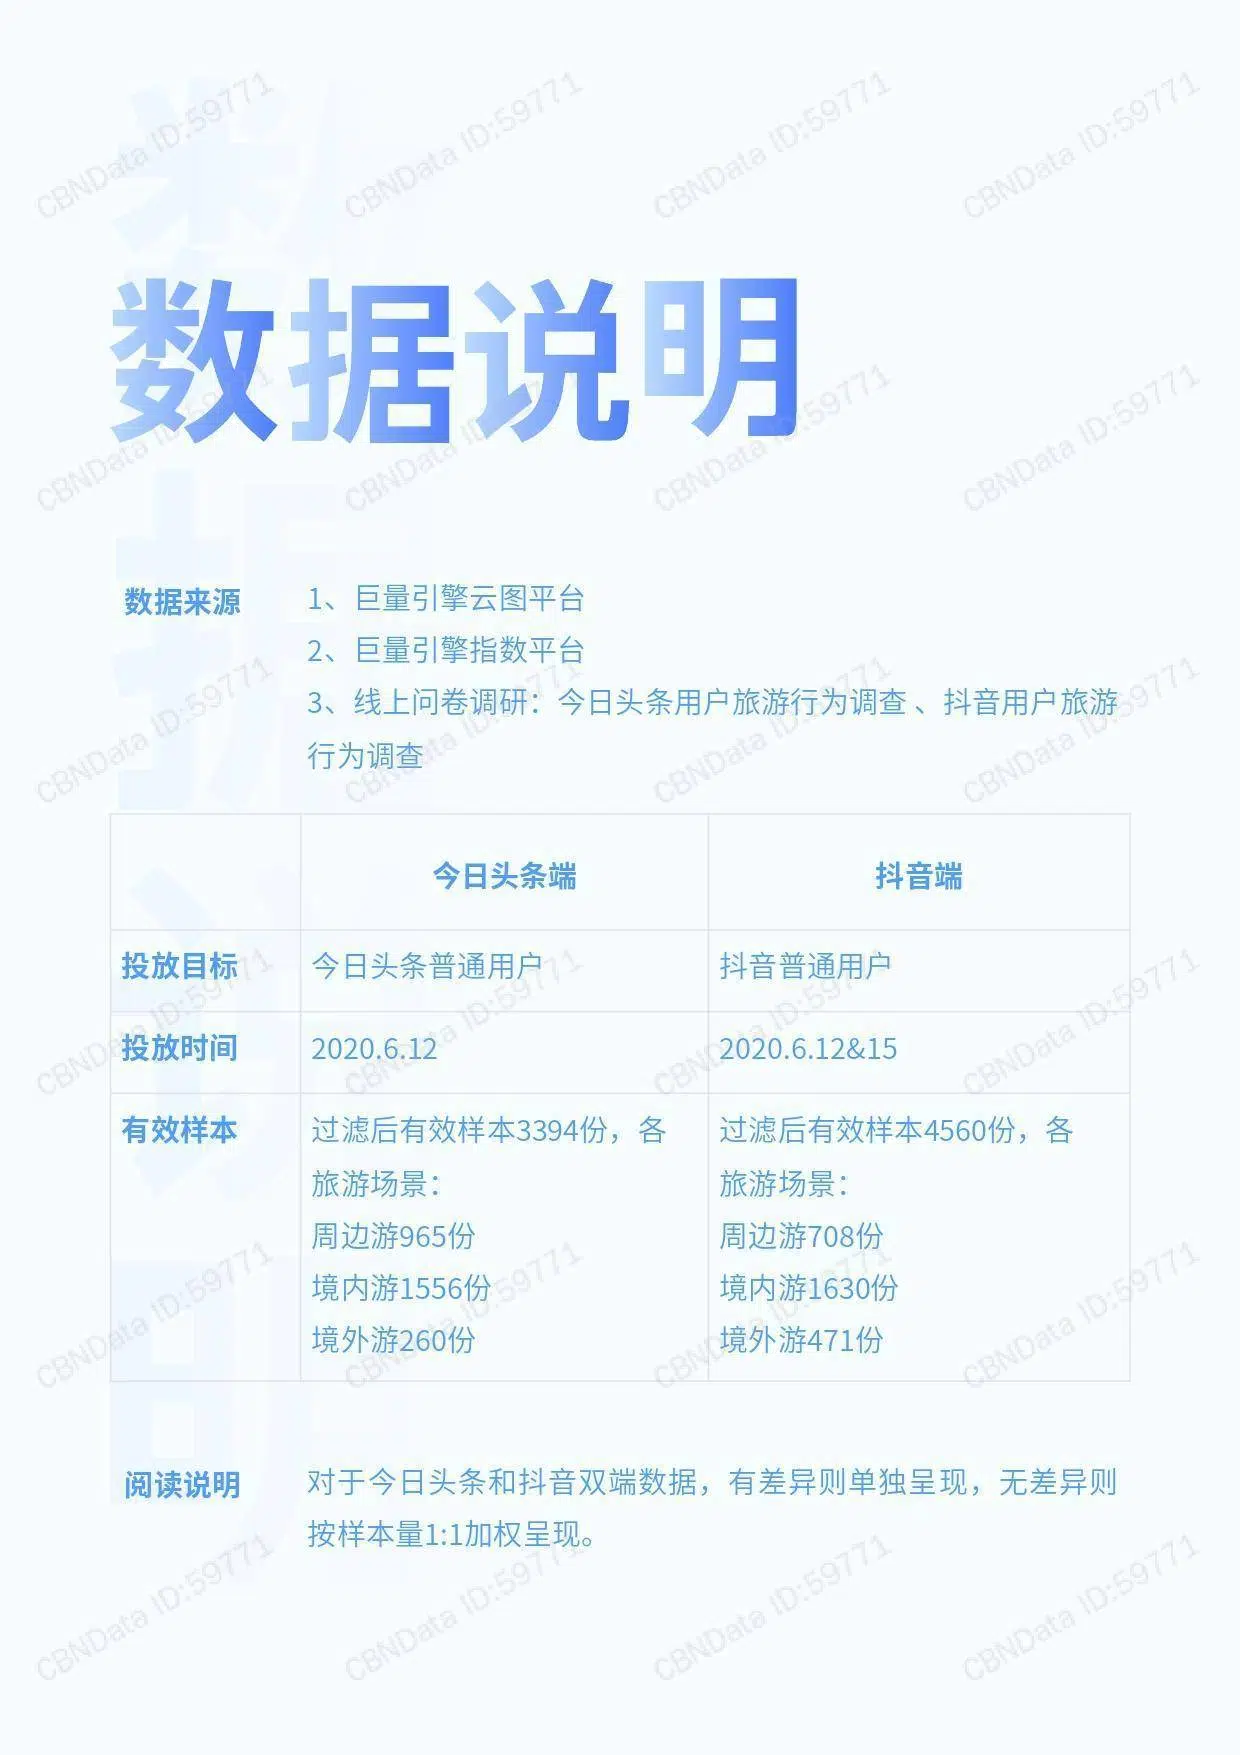 数据说明
数据来源
1、巨量引擎云图平台
2、巨量引擎指数平台
3、线上问卷调研：今日头条用户旅游行为调查 、抖音用户旅游
行为调查
今日头条端
抖音端
投放目标
今日头条普通用户
抖音普通用户
投放时间
2020.6.12
2020.6.12&15
有效样本
过滤后有效样本3394份，各
旅游场景：
周边游965份
境内游1556份
境外游260份
过滤后有效样本4560份，各
旅游场景：
周边游708份
境内游1630份
境外游471份
阅读说明
对于今日头条和抖音双端数据，有差异则单独呈现，无差异则
按样本量1:1加权呈现。
CBNData ID:59771